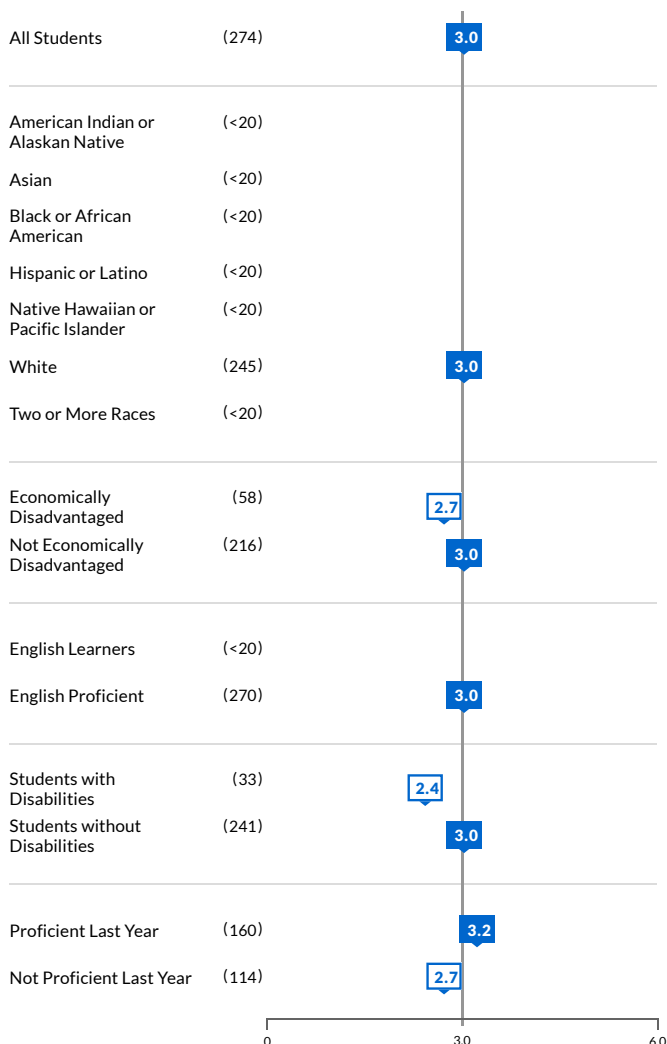 All Students (274) 3.0
American Indian or (<20)
Alaskan Native
Asian (<20)
Black or African (<20)
American
Hispanic or Latino (<20)
Native Hawaiian or (<20)
Pacific Islander
White (245) 3.0
Two or More Races (<20)
Economically (58) 2.7
Disadvantaged
Not Economically (216) 3.0
Disadvantaged
English Learners (<20)
English Proficient (270) 3.0
Students with (33) 2.4
Disabilities
Students without (241) 3.0
Disabilities
Proficient Last Year (160) 3.2
Not Proficient Last Year (114) 2.7
0 3.0 6.0